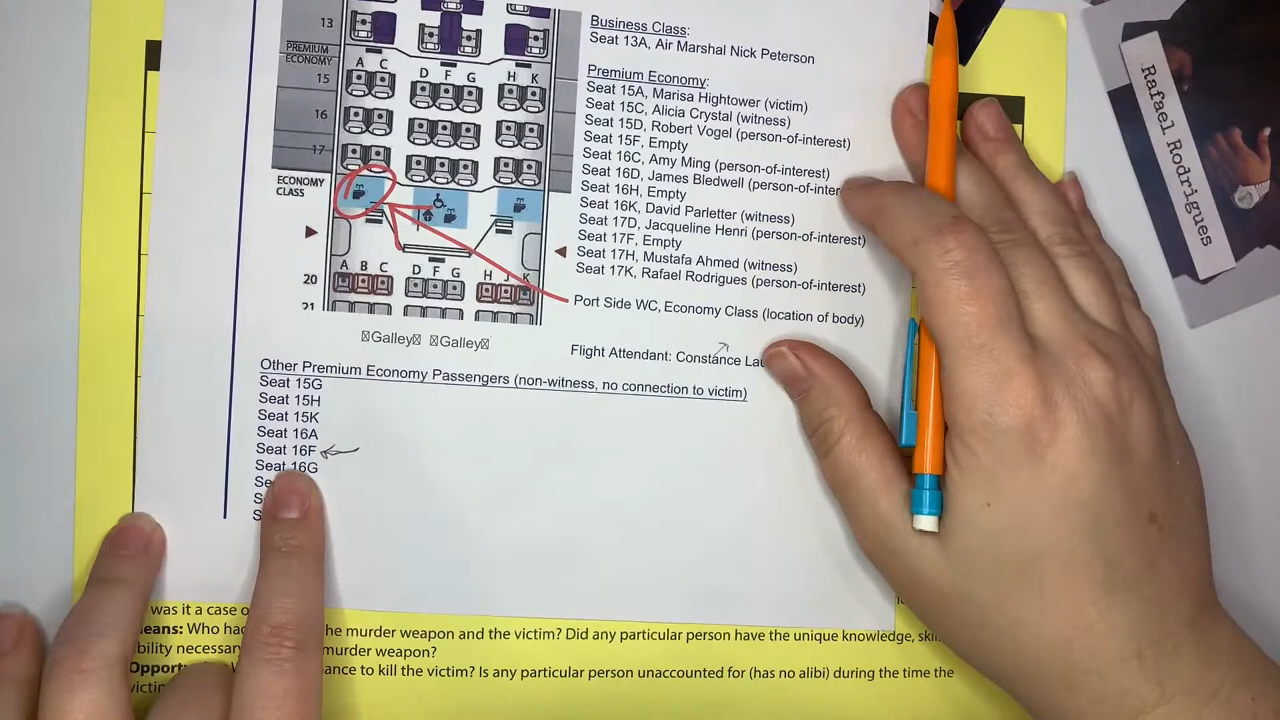 13
PREMIUM
ECONOMY
A C D F G H K
15
16
17
ECONOMY
CLASS
A B C D F G H J K
20
21
Galley Galley
Business Class:
Seat 13A, Air Marshal Nick Peterson
Premium Economy:
Seat 15A, Marisa Hightower (victim)
Seat 15C, Alicia Crystal (witness)
Seat 15D, Robert Vogel (person-of-interest)
Seat 15F, Empty
Seat 16C, Amy Ming (person-of-interest)
Seat 16D, James Bledwell (person-of-inter
Seat 16H, Empty
Seat 16K, David Parletter (witness)
Seat 17D, Jacqueline Henri (person-of-interest)
Seat 17F, Empty
Seat 17H, Mustafa Ahmed (witness)
Seat 17K, Rafael Rodrigues (person-of-interest)
Port Side WC, Economy Class (location of body)
Flight Attendant: Constance
Other Premium Economy Passengers (non-witness, no connection to victim)
Seat 15G
Seat 15H
Seat 15K
Seat 16A
Seat 16F
Seat 16G
Rafael Rodrigues
was it a case
Who had the murder weapon and the victim? Did any particular person have the unique knowledge,
necessary murder weapon?
to kill the victim? Is any particular person unaccounted for (has no alibi) during the time the